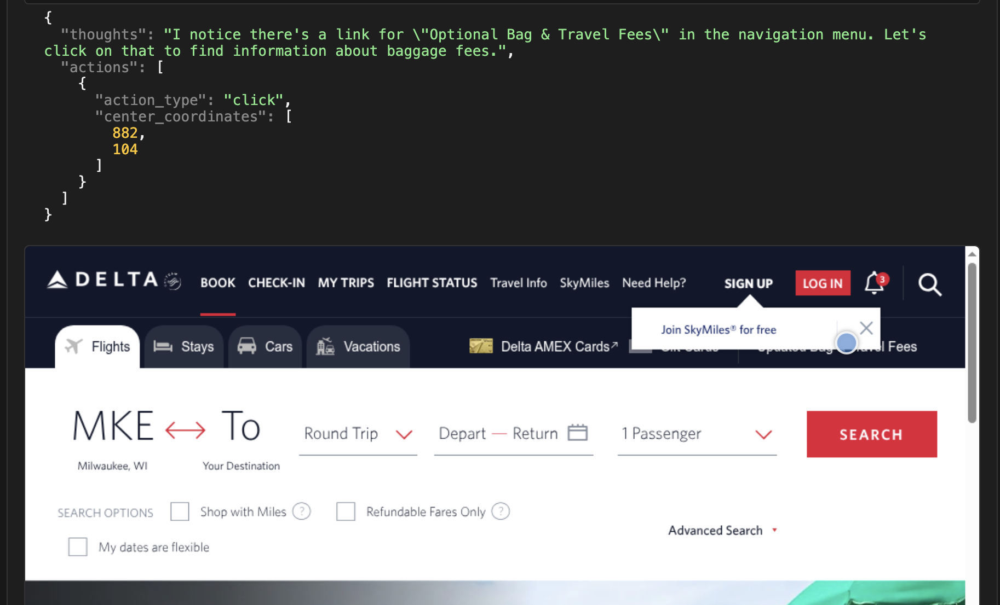 {
"thoughts": "I notice there's a link for \"Optional Bag & Travel Fees\" in the navigation menu. Let's
click on that to find information about baggage fees.",
"actions": [
{
"action_type": "click",
"center_coordinates": [
882,
104
]
}
]
}
DELTA BOOK CHECK-IN MY TRIPS FLIGHT STATUS Travel Info SkyMiles Need Help? SIGN UP LOG IN 3
Join SkyMiles® for free
Flights Stays Cars Vacations Delta AMEX Cards Gift Cards Updated Bag Fees
MKE To Round Trip Depart — Return 1 Passenger SEARCH
Milwaukee, WI Your Destination
SEARCH OPTIONS Shop with Miles ? Refundable Fares Only ?
Advanced Search
My dates are flexible